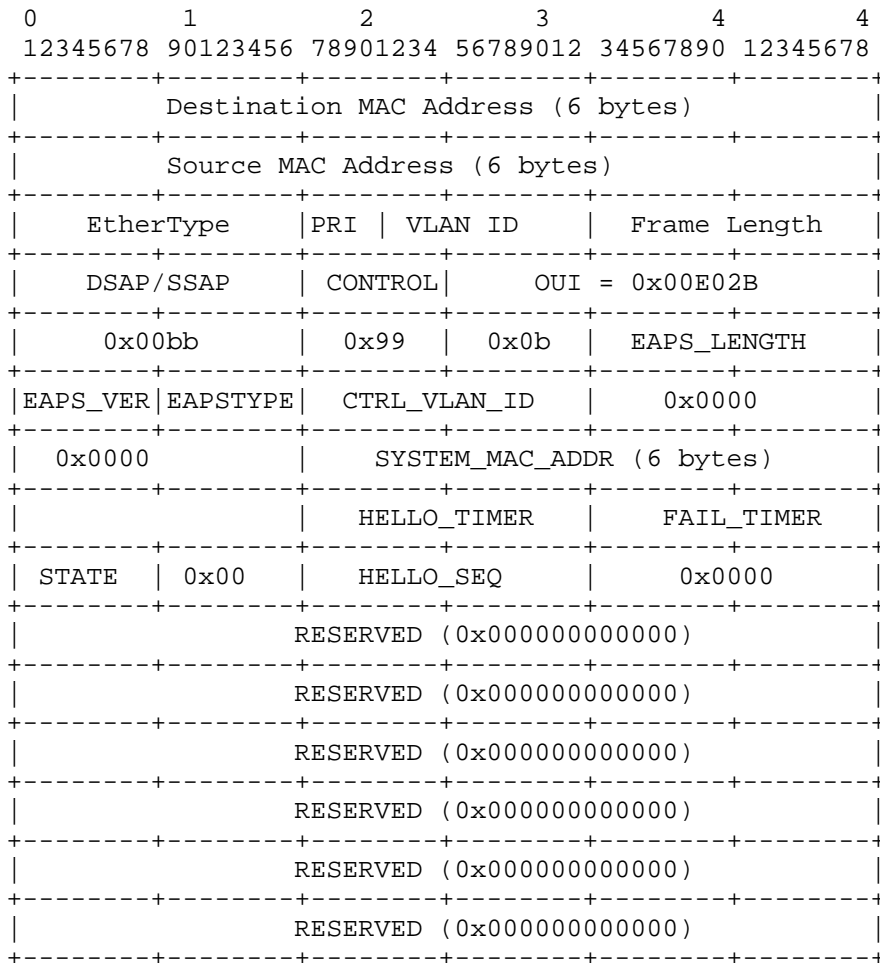 0          1           2            3            4          4
12345678 90123456 78901234 56789012 34567890 12345678
+--------+--------+--------+--------+--------+--------+
|          Destination MAC Address (6 bytes)          |
+--------+--------+--------+--------+--------+--------+
|          Source MAC Address (6 bytes)               |
+--------+--------+--------+--------+--------+--------+
|    EtherType    |PRI | VLAN ID    |  Frame Length   |
+--------+--------+--------+--------+--------+--------+
|    DSAP/SSAP    | CONTROL|     OUI = 0x00E02B       |
+--------+--------+--------+--------+--------+--------+
|     0x00bb      |  0x99  |  0x0b  |  EAPS_LENGTH    |
+--------+--------+--------+--------+--------+--------+
|EAPS_VER|EAPSTYPE|  CTRL_VLAN_ID   |    0x0000       |
+--------+--------+--------+--------+--------+--------+
|  0x0000         |    SYSTEM_MAC_ADDR (6 bytes)      |
+--------+--------+--------+--------+--------+--------+
|                 |   HELLO_TIMER   |    FAIL_TIMER   |
+--------+--------+--------+--------+--------+--------+
| STATE  | 0x00   |   HELLO_SEQ     |     0x0000      |
+--------+--------+--------+--------+--------+--------+
|                 RESERVED (0x000000000000)           |
+--------+--------+--------+--------+--------+--------+
|                 RESERVED (0x000000000000)           |
+--------+--------+--------+--------+--------+--------+
|                 RESERVED (0x000000000000)           |
+--------+--------+--------+--------+--------+--------+
|                 RESERVED (0x000000000000)           |
+--------+--------+--------+--------+--------+--------+
|                 RESERVED (0x000000000000)           |
+--------+--------+--------+--------+--------+--------+
|                 RESERVED (0x000000000000)           |
+--------+--------+--------+--------+--------+--------+